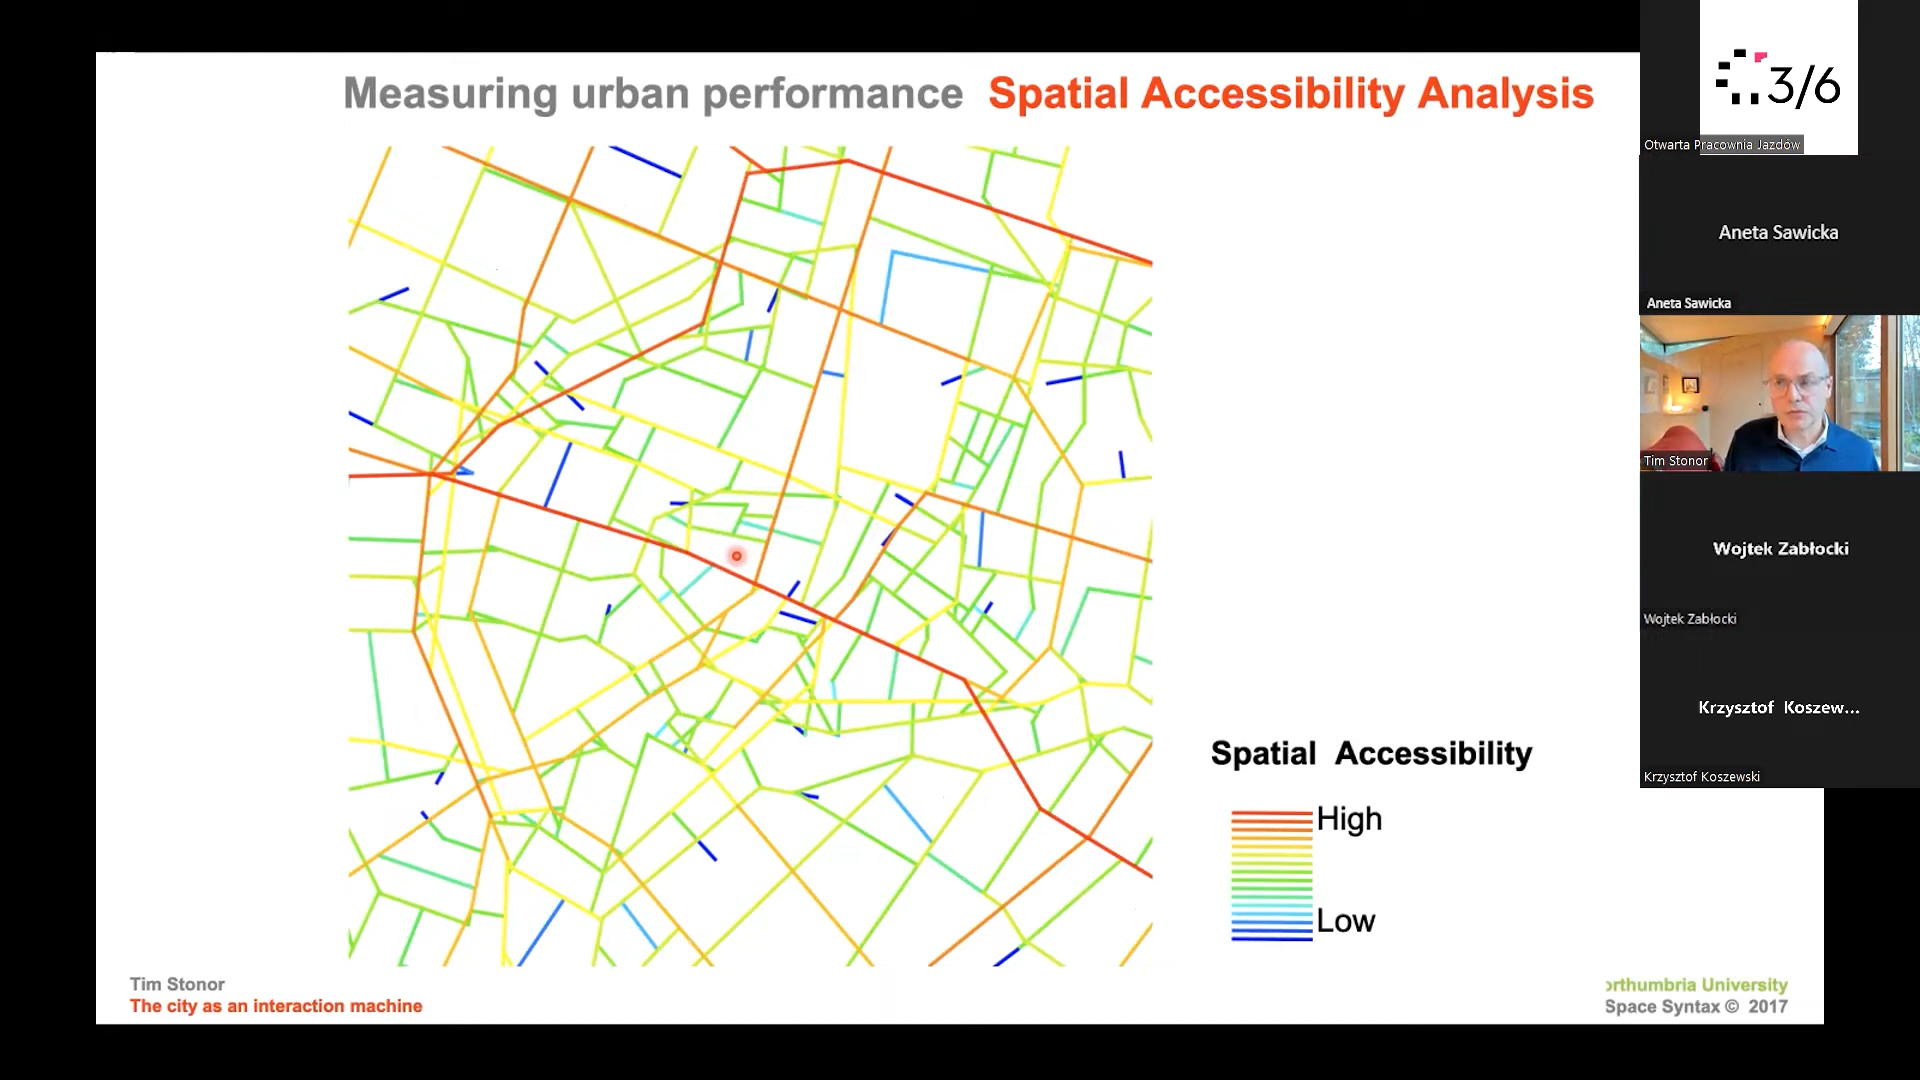 Measuring urban performance Spatial Accessibility Analysis
Spatial Accessibility
High
Low
Tim Stonor
The city as an interaction machine
orthumbria University
Space Syntax © 2017
3/6
Otwarta Pracownia Jazdów
Aneta Sawicka
Aneta Sawicka
Tim Stonor
Wojtek Zabłocki
Wojtek Zabłocki
Krzysztof Koszew...
Krzysztof Koszewski